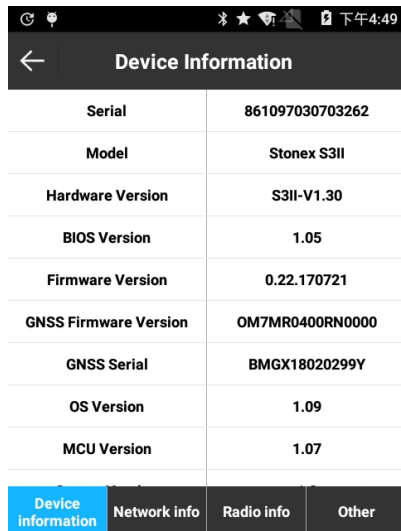 下午4:49
Device Information
Serial 861097030703262
Model Stonex S3II
Hardware Version S3II-V1.30
BIOS Version 1.05
Firmware Version 0.22.170721
GNSS Firmware Version OM7MR0400RN0000
GNSS Serial BMGX18020299Y
OS Version 1.09
MCU Version 1.07
Device information Network info Radio info Other